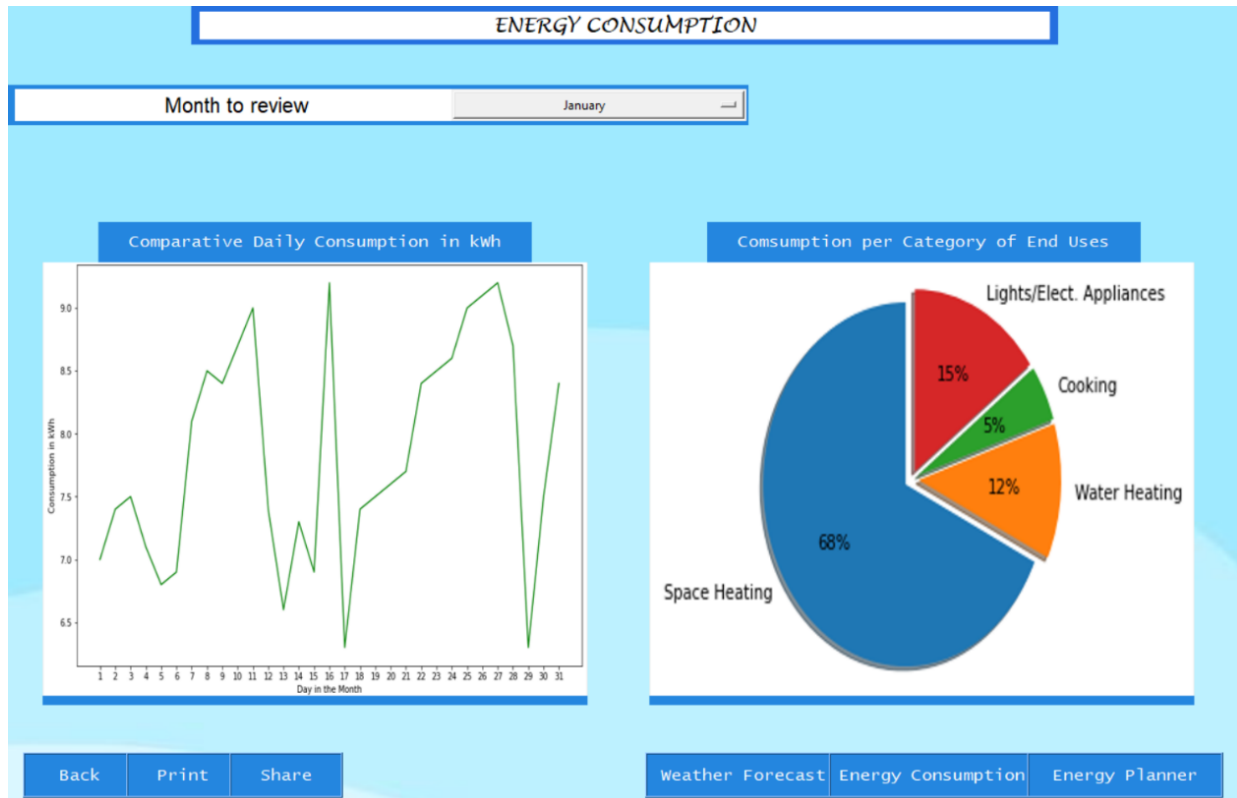 ENERGY CONSUMPTION
Month to review
January
Comparative Daily Consumption in kWh
Consumption in kWh
9.0
8.5
8.0
7.5
7.0
6.5
1 2 3 4 5 6 7 8 9 10 11 12 13 14 15 16 17 18 19 20 21 22 23 24 25 26 27 28 29 30 31
Day in the Month
Comsumption per Category of End Uses
Lights/Elect. Appliances
15%
Cooking
5%
12%
Water Heating
68%
Space Heating
Back Print Share
Weather Forecast Energy Consumption Energy Planner